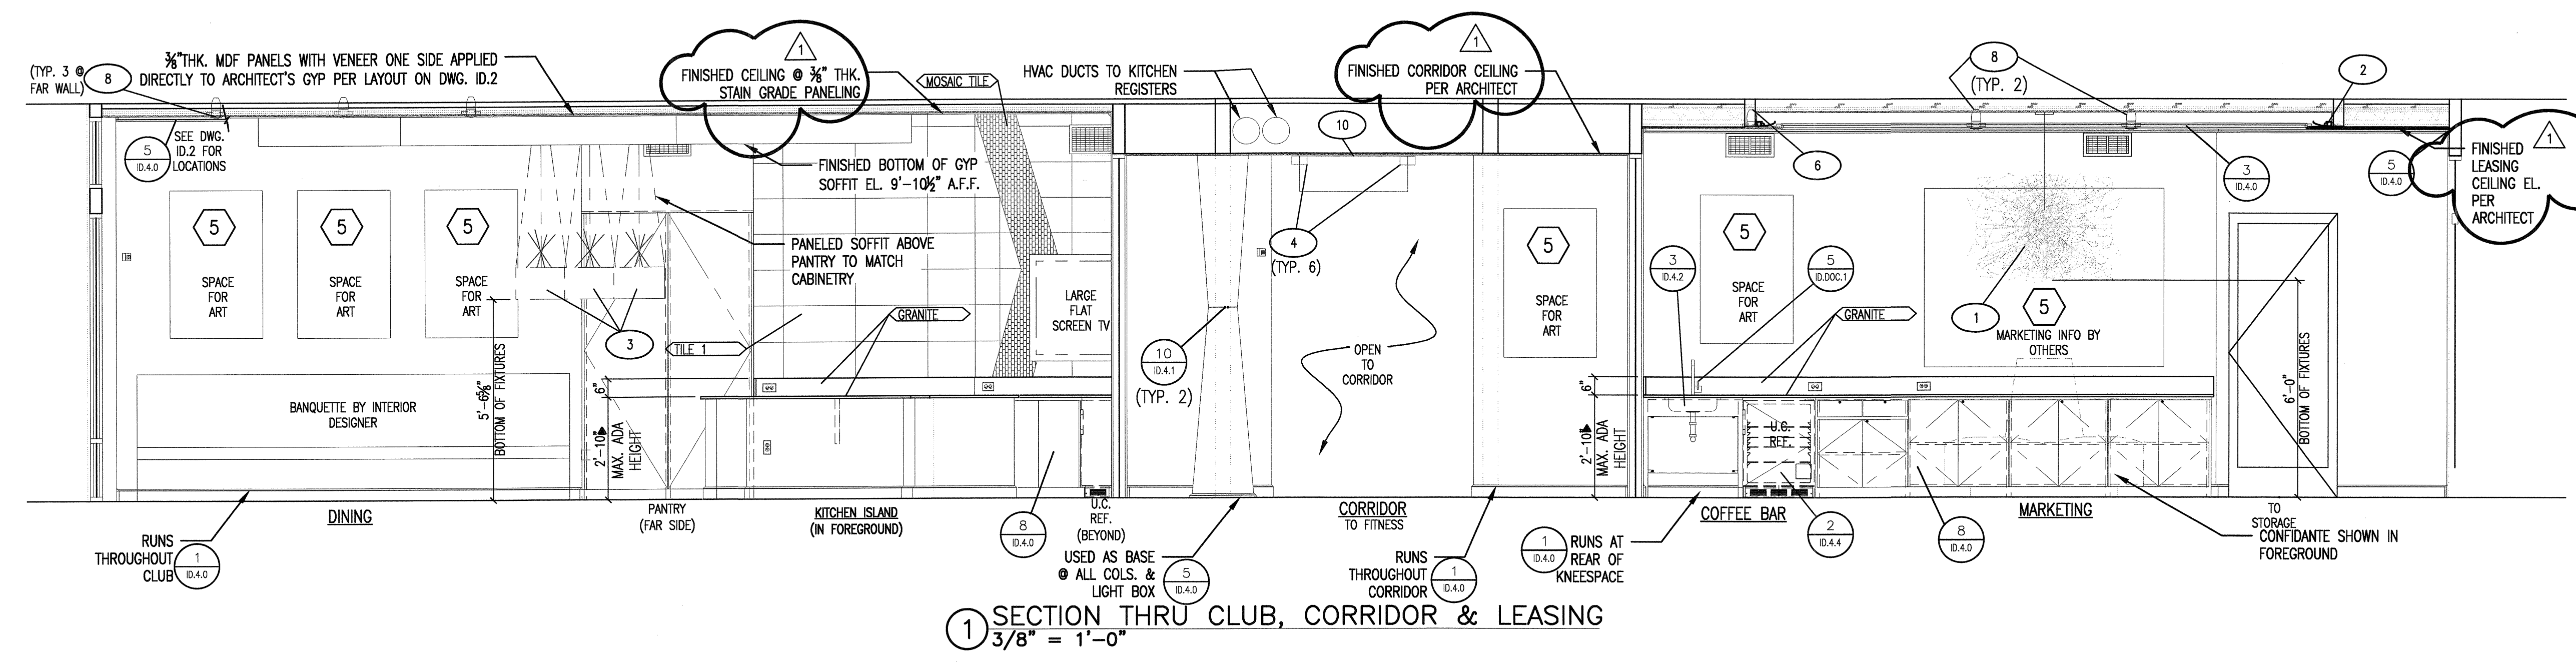 (TYP. 3 @
FAR WALL)
8
⅜"THK. MDF PANELS WITH VENEER ONE SIDE APPLIED
DIRECTLY TO ARCHITECT'S GYP PER LAYOUT ON DWG. ID.2
1
FINISHED CEILING @ ⅜" THK.
STAIN GRADE PANELING
MOSAIC TILE
HVAC DUCTS TO KITCHEN
REGISTERS
1
FINISHED CORRIDOR CEILING
PER ARCHITECT
8
(TYP. 2)
2
5
ID.4.0
SEE DWG.
ID.2 FOR
LOCATIONS
FINISHED BOTTOM OF GYP
SOFFIT EL. 9'-10½" A.F.F.
10
6
3
ID.4.0
5
ID.4.0
1
FINISHED
LEASING
CEILING EL.
PER
ARCHITECT
5
SPACE
FOR
ART
5
SPACE
FOR
ART
5
SPACE
FOR
ART
PANELED SOFFIT ABOVE
PANTRY TO MATCH
CABINETRY
3
TILE 1
GRANITE
LARGE
FLAT
SCREEN TV
4
(TYP. 6)
10
ID.4.1
(TYP. 2)
OPEN
TO
CORRIDOR
5
SPACE
FOR
ART
3
ID.4.2
5
SPACE
FOR
ART
5
ID.DOC.1
GRANITE
1
5
MARKETING INFO BY
OTHERS
BANQUETTE BY INTERIOR
DESIGNER
5'-6⅝"
BOTTOM OF FIXTURES
6"
2'-10"
MAX. ADA
HEIGHT
6"
2'-10"
MAX. ADA
HEIGHT
U.C.
REF.
6'-0"
BOTTOM OF FIXTURES
DINING
PANTRY
(FAR SIDE)
KITCHEN ISLAND
(IN FOREGROUND)
8
ID.4.0
U.C.
REF.
(BEYOND)
CORRIDOR
TO FITNESS
COFFEE BAR
2
ID.4.4
8
ID.4.0
MARKETING
TO
STORAGE
CONFIDANTE SHOWN IN
FOREGROUND
RUNS
THROUGHOUT
CLUB
1
ID.4.0
USED AS BASE
@ ALL COLS. &
LIGHT BOX
5
ID.4.0
RUNS
THROUGHOUT
CORRIDOR
1
ID.4.0
1
ID.4.0
RUNS AT
REAR OF
KNEESPACE
1
SECTION THRU CLUB, CORRIDOR & LEASING
3/8" = 1'-0"